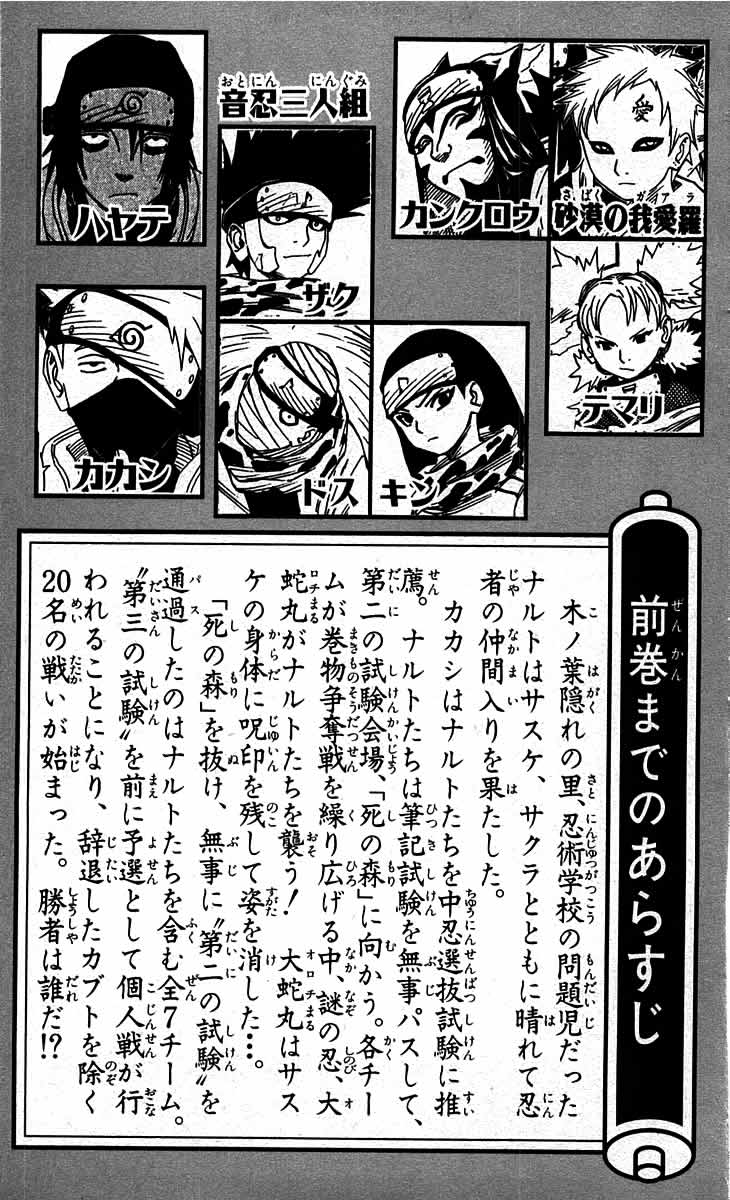 愛
砂漠の我愛羅
カンクロウ
テマリ
音忍三人組
ザク
ドス
キン
ハヤテ
カカシ
前巻までのあらすじ
木ノ葉隠れの里、忍術学校の問題児だった
ナルトはサスケ、サクラとともに晴れて忍
者の仲間入りを果たした。
カカシはナルトたちを中忍選抜試験に推
薦。ナルトたちは筆記試験を無事パスして、
第二の試験会場、「死の森」に向かう。各チー
ムが巻物争奪戦を繰り広げる中、謎の忍、大
蛇丸がナルトたちを襲う！　大蛇丸はサス
ケの身体に呪印を残して姿を消した…。
「死の森」を抜け、無事に〝第二の試験〟を
通過したのはナルトたちを含む全7チーム。
〝第三の試験〟を前に予選として個人戦が行
われることになり、辞退したカブトを除く
20名の戦いが始まった。勝者は誰だ!?